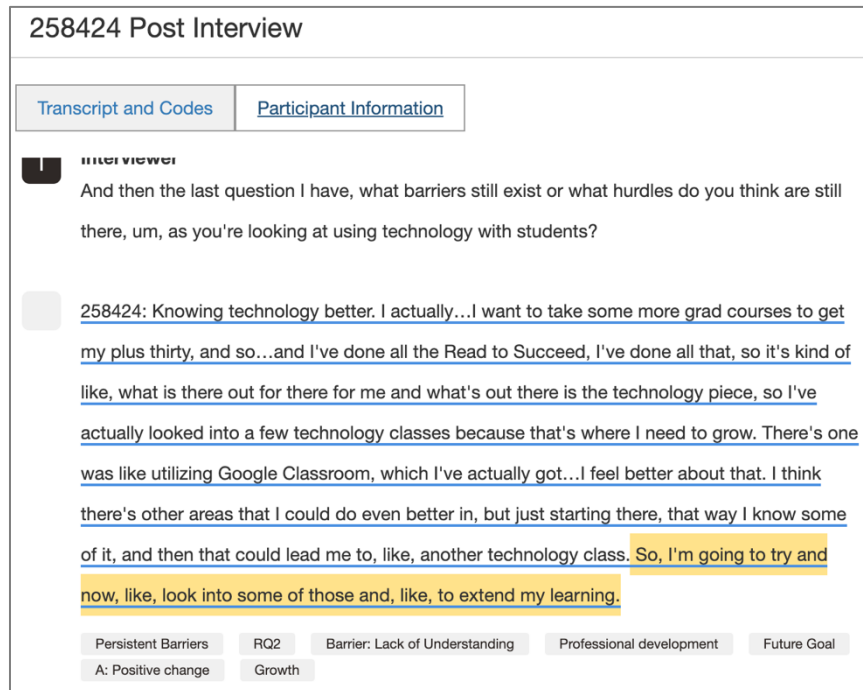 258424 Post Interview
Transcript and Codes
Participant Information
Interviewer
And then the last question I have, what barriers still exist or what hurdles do you think are still
there, um, as you're looking at using technology with students?
258424: Knowing technology better. I actually…I want to take some more grad courses to get
my plus thirty, and so…and I've done all the Read to Succeed, I've done all that, so it's kind of
like, what is there out for there for me and what's out there is the technology piece, so I've
actually looked into a few technology classes because that's where I need to grow. There's one
was like utilizing Google Classroom, which I've actually got…I feel better about that. I think
there's other areas that I could do even better in, but just starting there, that way I know some
of it, and then that could lead me to, like, another technology class. So, I'm going to try and
now, like, look into some of those and, like, to extend my learning.
Persistent Barriers RQ2 Barrier: Lack of Understanding Professional development Future Goal
A: Positive change Growth